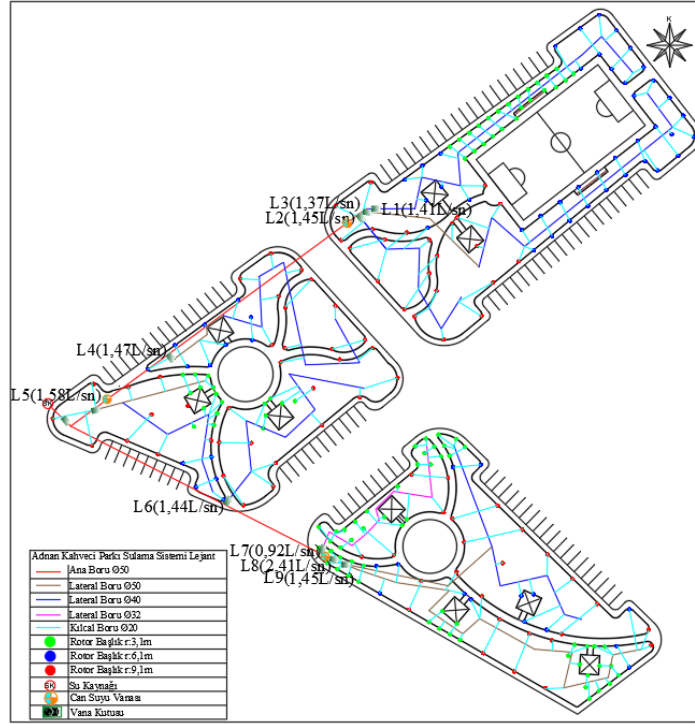 K
L3(1,37L/sn)
L1(1,41L/sn)
L2(1,45L/sn)
L4(1,47L/sn)
L5(1,58L/sn)
SK
L6(1,44L/sn)
L7(0,92L/sn)
L8(2,41L/sn)
L9(1,45L/sn)
Adnan Kahveci Parkı Sulama Sistemi Lejant
Ana Boru Ø50
Lateral Boru Ø50
Lateral Boru Ø40
Lateral Boru Ø32
Kılcal Boru Ø20
Rotor Başlık r:3,1m
Rotor Başlık r:6,1m
Rotor Başlık r:9,1m
SK Su Kaynağı
Can Suyu Vanası
Vana Kutusu